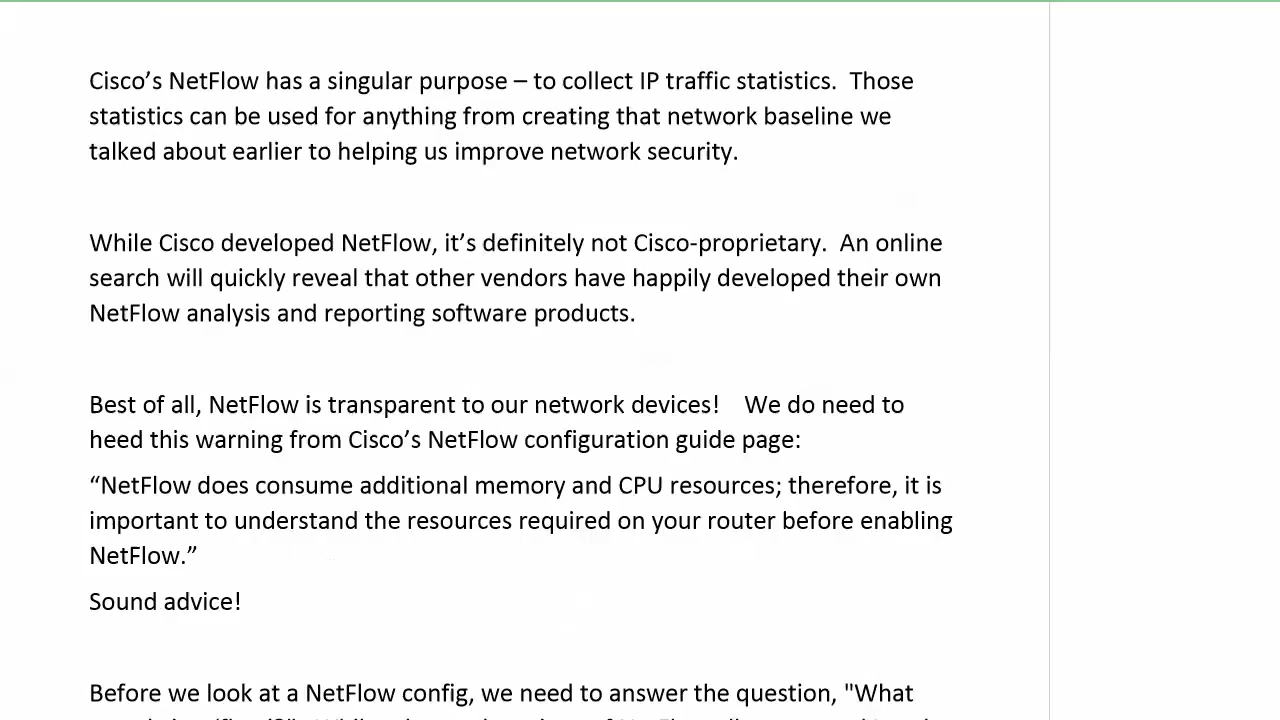 Cisco’s NetFlow has a singular purpose – to collect IP traffic statistics.  Those
statistics can be used for anything from creating that network baseline we
talked about earlier to helping us improve network security.
While Cisco developed NetFlow, it’s definitely not Cisco-proprietary.  An online
search will quickly reveal that other vendors have happily developed their own
NetFlow analysis and reporting software products.
Best of all, NetFlow is transparent to our network devices!    We do need to
heed this warning from Cisco’s NetFlow configuration guide page:
“NetFlow does consume additional memory and CPU resources; therefore, it is
important to understand the resources required on your router before enabling
NetFlow.”
Sound advice!
Before we look at a NetFlow config, we need to answer the question, "What